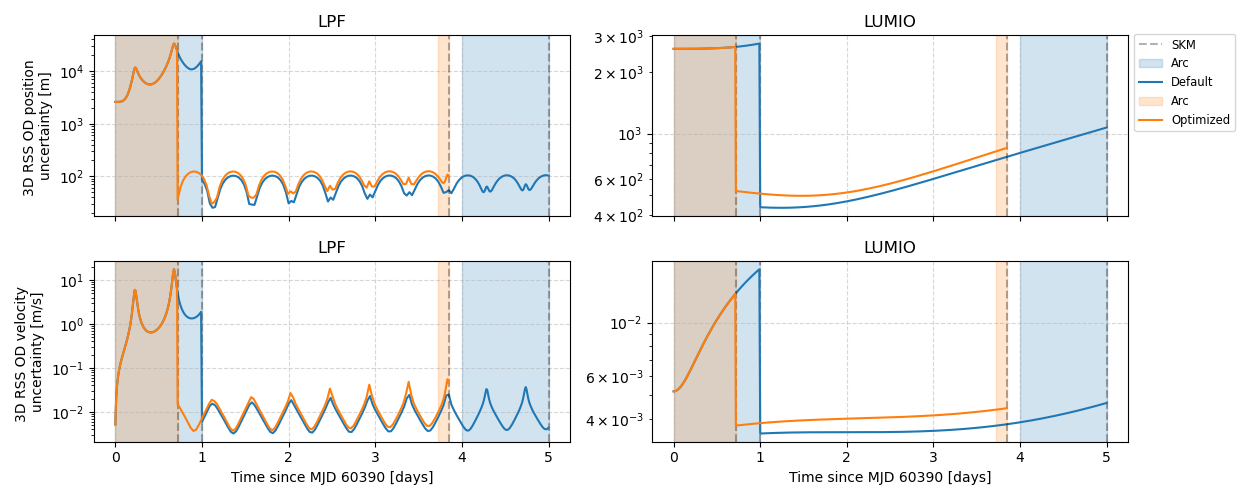 LPF
3D RSS OD position
uncertainty [m]
10⁴
10³
10²
LUMIO
3 × 10³
2 × 10³
10³
6 × 10²
4 × 10²
SKM
Arc
Default
Arc
Optimized
LPF
3D RSS OD velocity
uncertainty [m/s]
10¹
10⁰
10⁻¹
10⁻²
0 1 2 3 4 5
Time since MJD 60390 [days]
LUMIO
10⁻²
6 × 10⁻³
4 × 10⁻³
0 1 2 3 4 5
Time since MJD 60390 [days]